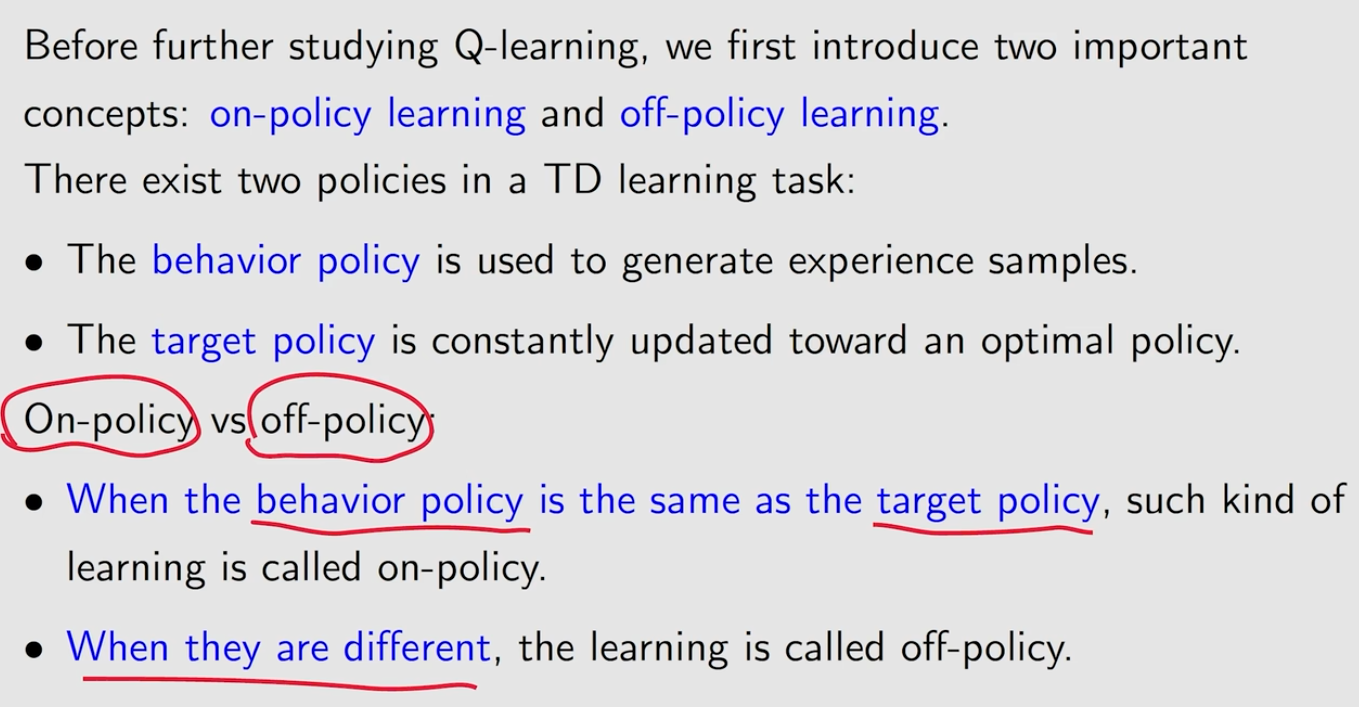 Before further studying Q-learning, we first introduce two important
concepts: on-policy learning and off-policy learning.
There exist two policies in a TD learning task:
• The behavior policy is used to generate experience samples.
• The target policy is constantly updated toward an optimal policy.
On-policy vs off-policy:
• When the behavior policy is the same as the target policy, such kind of
learning is called on-policy.
• When they are different, the learning is called off-policy.